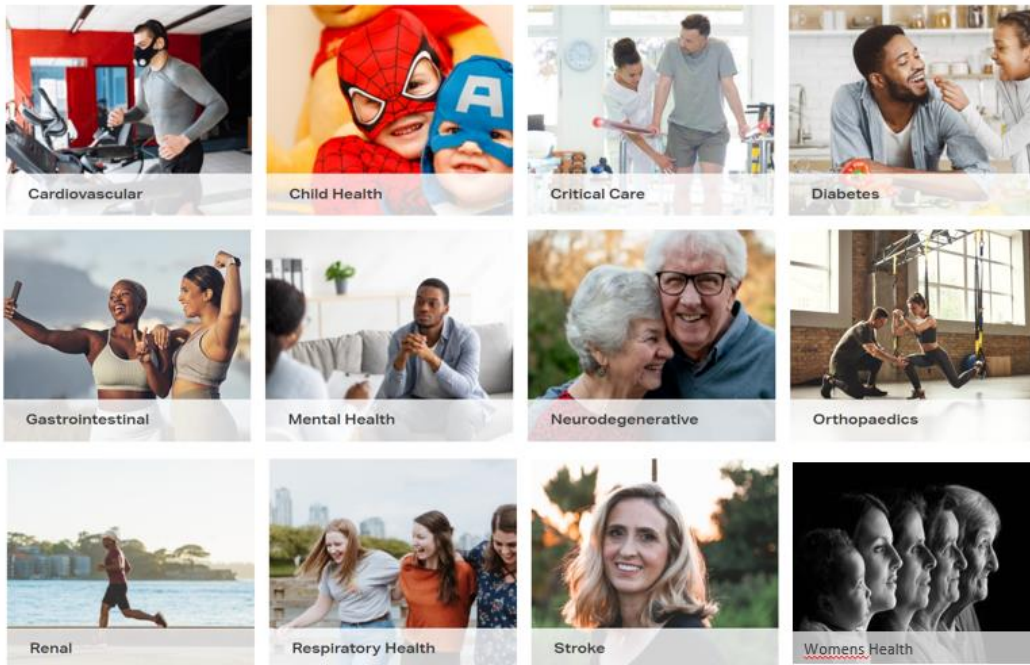 Cardiovascular
Child Health
Critical Care
Diabetes
A
Gastrointestinal
Mental Health
Neurodegenerative
Orthopaedics
Renal
Respiratory Health
Stroke
Womens Health